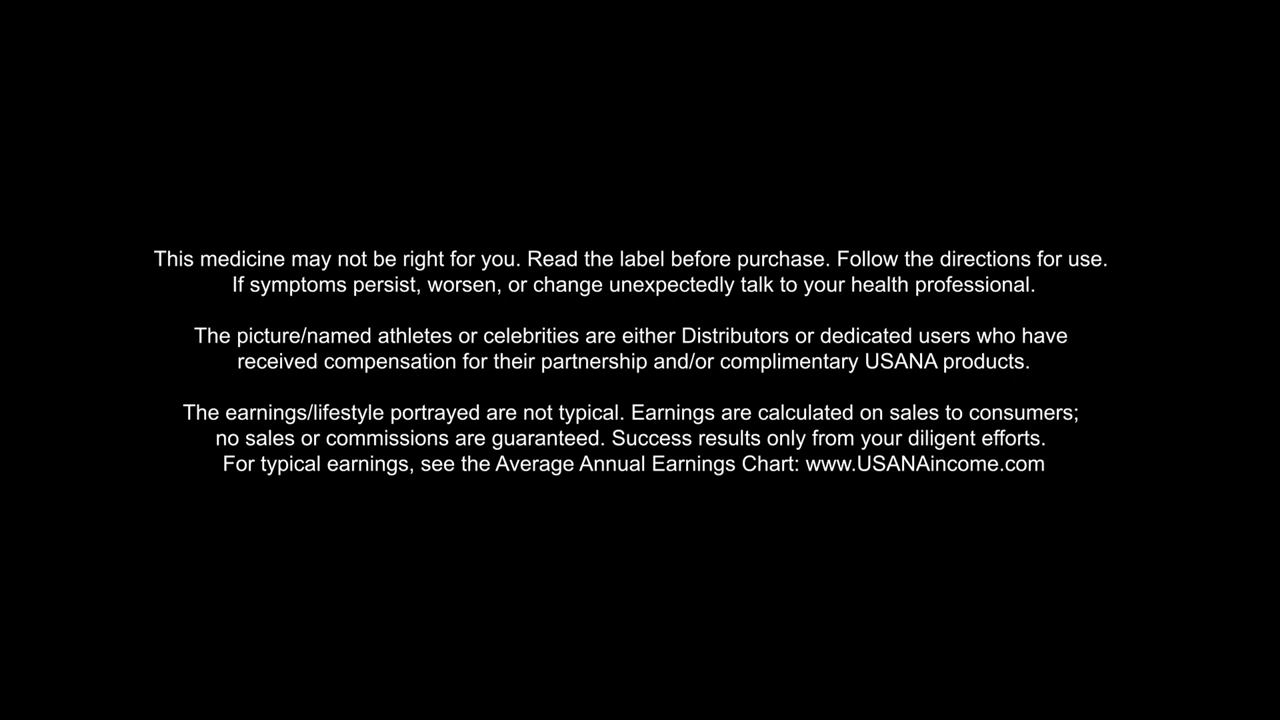 This medicine may not be right for you. Read the label before purchase. Follow the directions for use.
If symptoms persist, worsen, or change unexpectedly talk to your health professional.
The picture/named athletes or celebrities are either Distributors or dedicated users who have
received compensation for their partnership and/or complimentary USANA products.
The earnings/lifestyle portrayed are not typical. Earnings are calculated on sales to consumers;
no sales or commissions are guaranteed. Success results only from your diligent efforts.
For typical earnings, see the Average Annual Earnings Chart: www.USANAincome.com